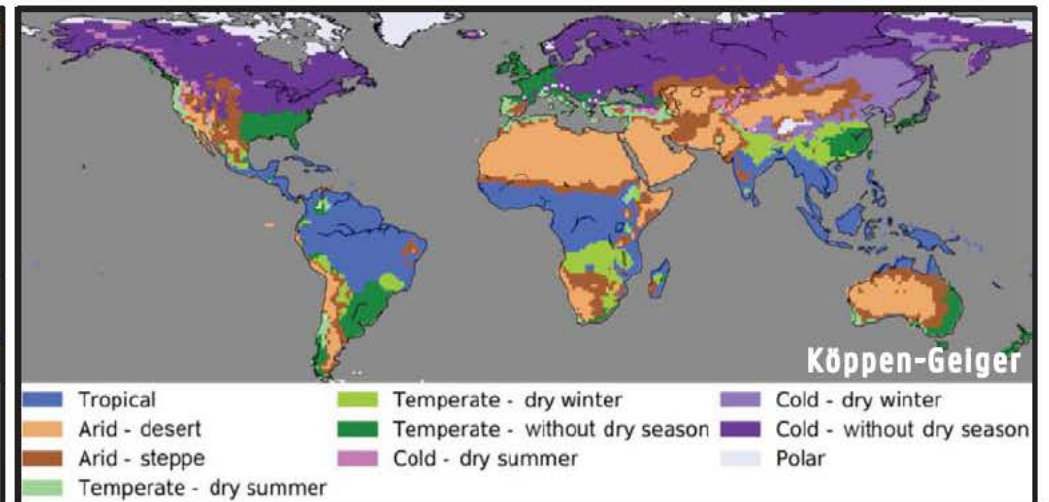 Köppen-Geiger
Tropical
Arid - desert
Arid - steppe
Temperate - dry summer
Temperate - dry winter
Temperate - without dry season
Cold - dry summer
Cold - dry winter
Cold - without dry season
Polar